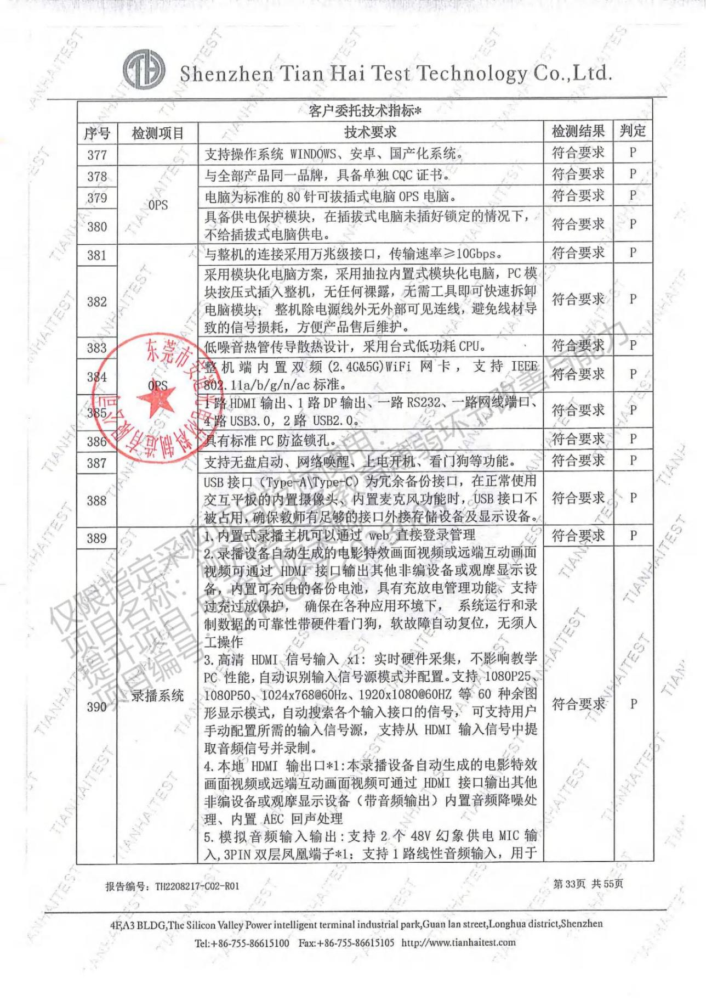 TH
Shenzhen Tian Hai Test Technology Co.,Ltd.
客户委托技术指标*
序号 检测项目 技术要求 检测结果 判定
377 支持操作系统 WINDOWS、安卓、国产化系统。 符合要求 P
378 与全部产品同一品牌，具备单独 CQC 证书。 符合要求 P
379 电脑为标准的 80 针可拔插式电脑 OPS 电脑。 符合要求 P
OPS
380 具备供电保护模块，在插拔式电脑未插好锁定的情况下， 符合要求 P
不给插拔式电脑供电。
381 与整机的连接采用万兆级接口，传输速率≥10Gbps。 符合要求 P
采用模块化电脑方案，采用抽拉内置式模块化电脑，PC 模
块按压式插入整机，无任何裸露，无需工具即可快速拆卸
382 符合要求 P
电脑模块； 整机除电源线外无外部可见连线，避免线材导
致的信号损耗，方便产品售后维护。
383 低噪音热管传导散热设计，采用台式低功耗 CPU。 符合要求 P
384 整机端内置双频(2.4G&5G)WiFi 网卡，支持 IEEE 符合要求 P
OPS 802.11a/b/g/n/ac 标准。
385 1 路 HDMI 输出、1 路 DP 输出、一路 RS232、一路网线端口、 符合要求 P
4 路 USB3.0，2 路 USB2.0。
386 具有标准 PC 防盗锁孔。 符合要求 P
387 支持无盘启动、网络唤醒、上电开机、看门狗等功能。 符合要求 P
USB 接口（Type-A\Type-C）为冗余备份接口，在正常使用
388 交互平板的内置摄像头、内置麦克风功能时，USB 接口不 符合要求 P
被占用，确保教师有足够的接口外接存储设备及显示设备。
389 1.内置式录播主机可以通过 web 直接登录管理 符合要求 P
2.录播设备自动生成的电影特效画面视频或远端互动画面
视频可通过 HDMI 接口输出其他非编设备或观摩显示设
备，内置可充电的备份电池，具有充放电管理功能、支持
过充过放保护， 确保在各种应用环境下， 系统运行和录
制数据的可靠性带硬件看门狗，软故障自动复位，无须人
工操作
3.高清 HDMI 信号输入 x1: 实时硬件采集，不影响教学
PC 性能，自动识别输入信号源模式并配置。支持 1080P25、
录播系统 1080P50、1024x768@60Hz、1920x1080@60HZ 等 60 种余图
390 形显示模式，自动搜索各个输入接口的信号， 可支持用户 符合要求 P
手动配置所需的输入信号源，支持从 HDMI 输入信号中提
取音频信号并录制。
4.本地 HDMI 输出口*1:本录播设备自动生成的电影特效
画面视频或远端互动画面视频可通过 HDMI 接口输出其他
非编设备或观摩显示设备（带音频输出）内置音频降噪处
理、内置 AEC 回声处理
5.模拟音频输入输出:支持 2 个 48V 幻象供电 MIC 输
入,3PIN 双层凤凰端子*1；支持 1 路线性音频输入，用于
报告编号：TH2208217-C02-R01 第 33页 共 55页
4F,A3 BLDG,The Silicon Valley Power intelligent terminal industrial park,Guan lan street,Longhua district,Shenzhen
Tel:+86-755-86615100 Fax:+86-755-86615105 http://www.tianhaitest.com